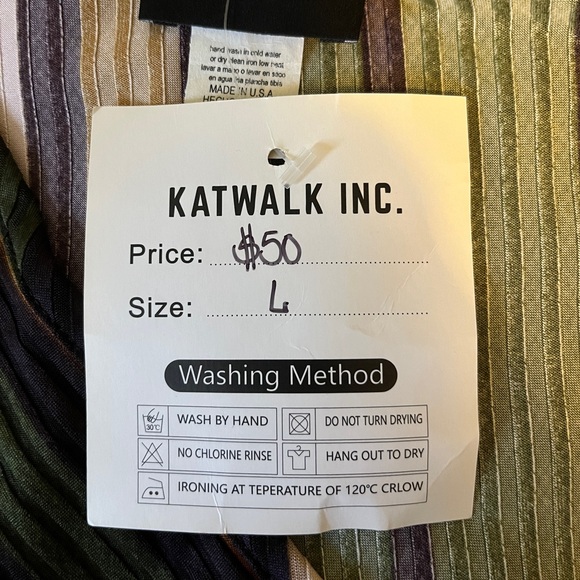 hand wash in cold water
or dry clean iron low heat
lavar a mano o lavar en seco
en agua fria plancha tibia
MADE IN U.S.A
KATWALK INC.
Price: $50
Size: L
Washing Method
30℃ WASH BY HAND DO NOT TURN DRYING
NO CHLORINE RINSE HANG OUT TO DRY
IRONING AT TEPERATURE OF 120℃ CRLOW